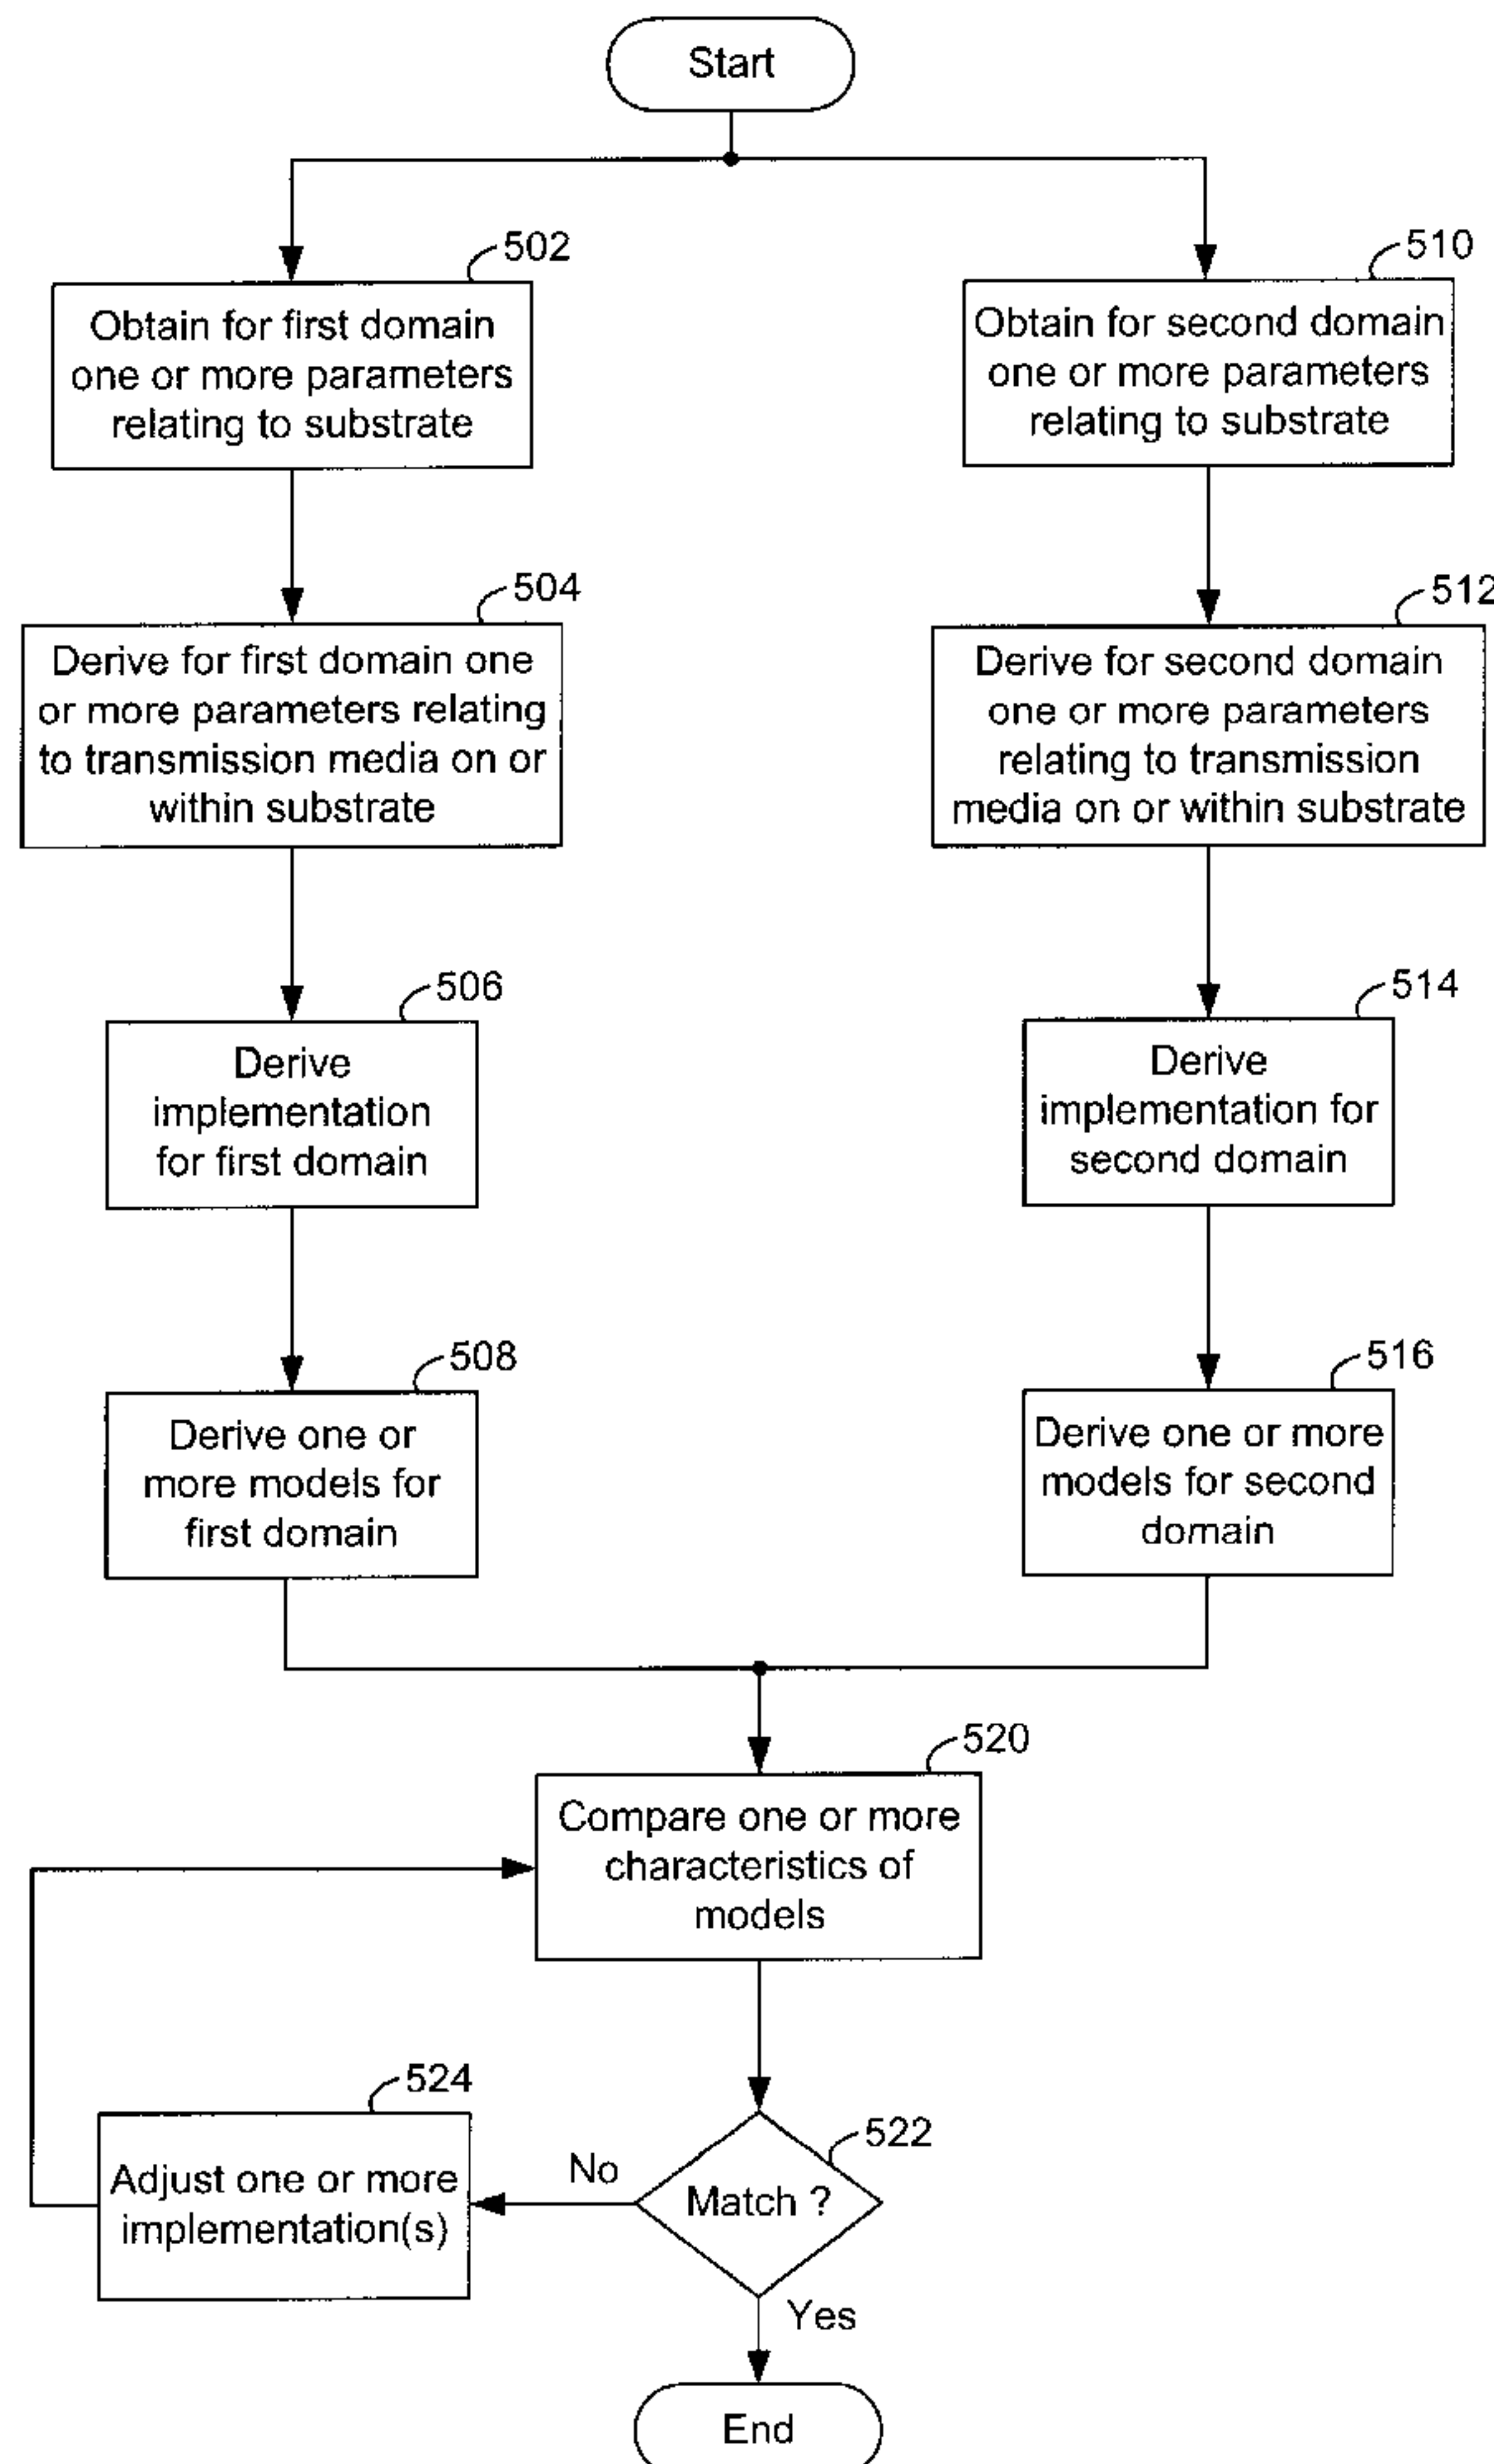 Start
502
Obtain for first domain
one or more parameters
relating to substrate
510
Obtain for second domain
one or more parameters
relating to substrate
504
Derive for first domain one
or more parameters relating
to transmission media on or
within substrate
512
Derive for second domain
one or more parameters
relating to transmission
media on or within substrate
506
Derive
implementation
for first domain
514
Derive
implementation for
second domain
508
Derive one or
more models for
first domain
516
Derive one or more
models for second
domain
520
Compare one or more
characteristics of
models
524
Adjust one or more
implementation(s)
No
522
Match ?
Yes
End